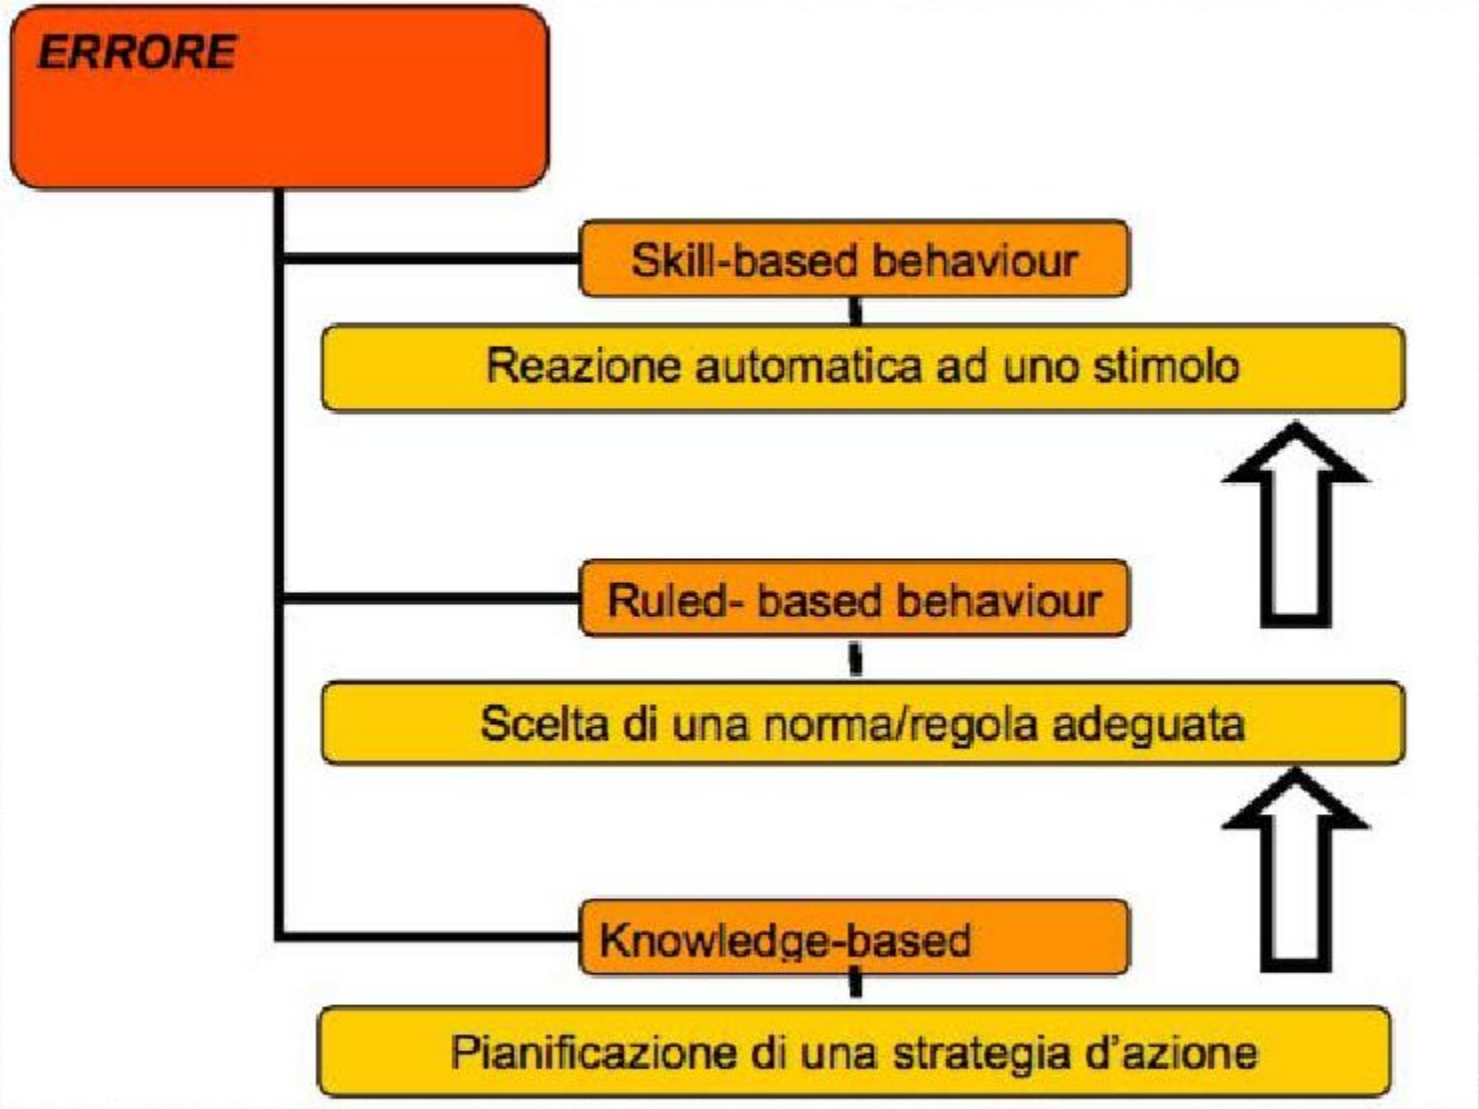 ERRORE
Skill-based behaviour
Reazione automatica ad uno stimolo
Ruled- based behaviour
Scelta di una norma/regola adeguata
Knowledge-based
Pianificazione di una strategia d'azione